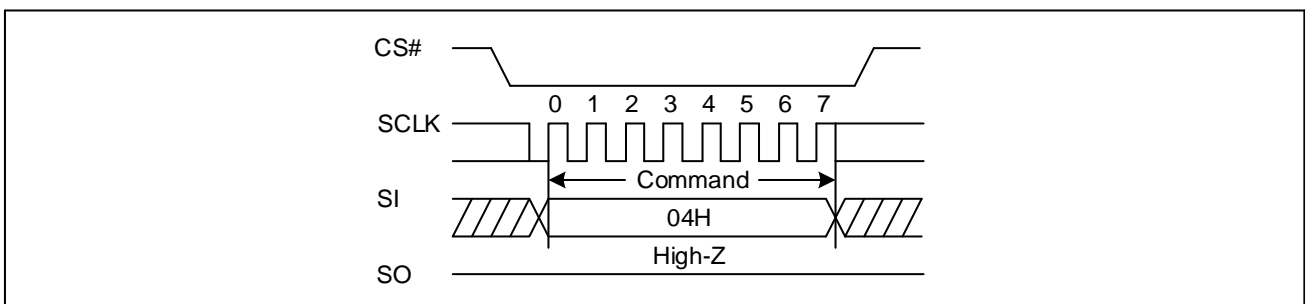 CS#
0 1 2 3 4 5 6 7
SCLK
Command
SI
04H
High-Z
SO